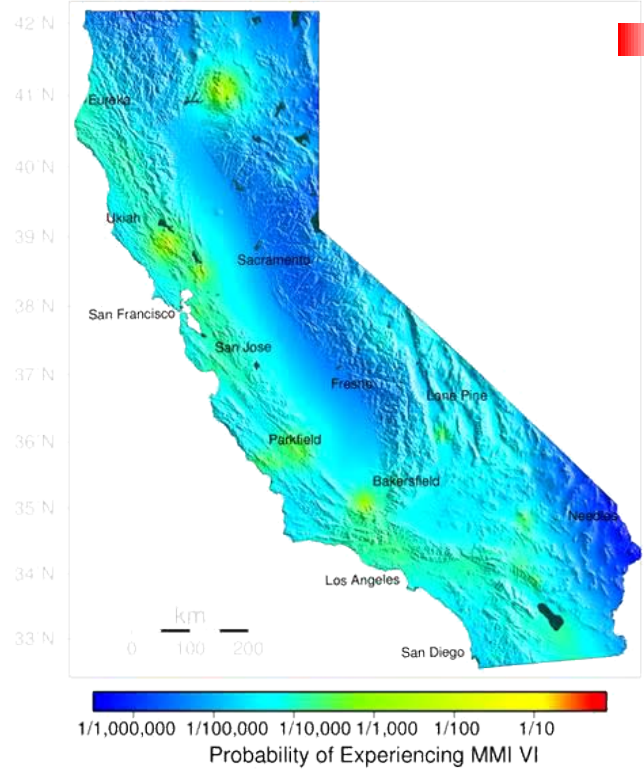 42 N
41 N
Eureka
40 N
Ukiah
39 N
Sacramento
38 N
San Francisco
San Jose
37 N
Fresno
Lone Pine
36 N
Parkfield
Bakersfield
35 N
Needles
34 N
Los Angeles
km
33 N
0 100 200
San Diego
1/1,000,000 1/100,000 1/10,000 1/1,000 1/100 1/10
Probability of Experiencing MMI VI